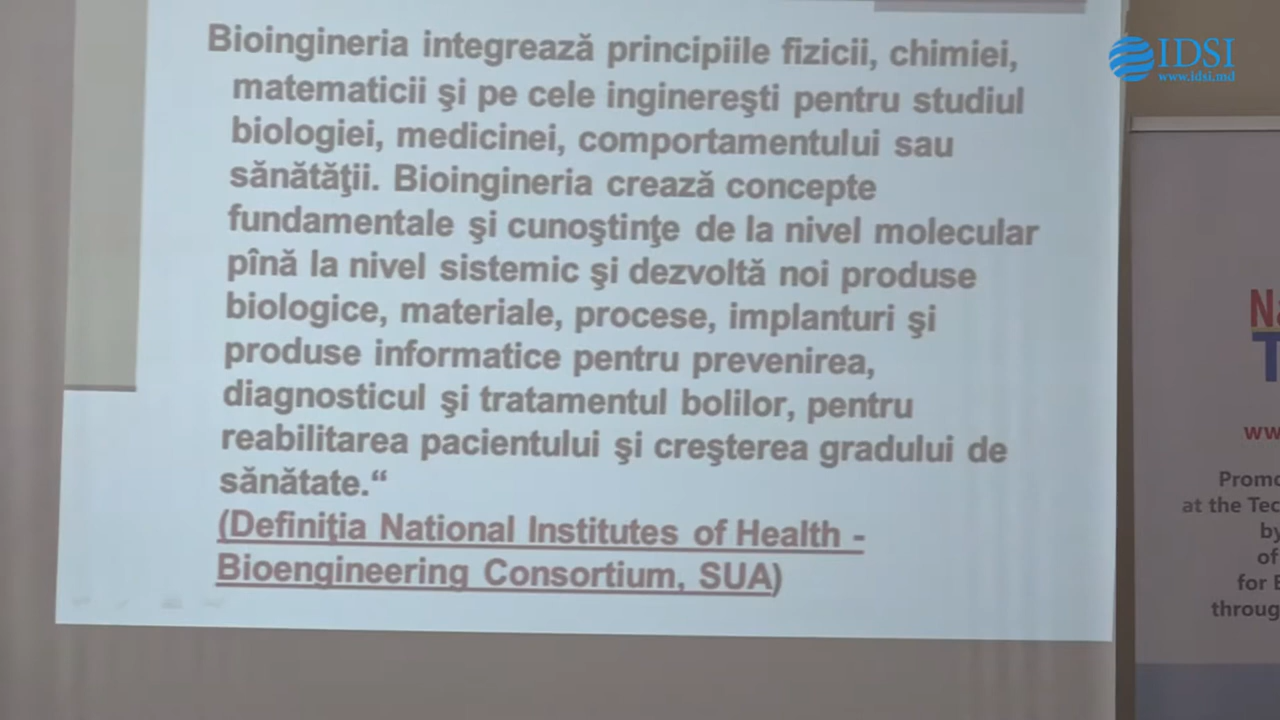 Bioingineria integrează principiile fizicii, chimiei,
matematicii şi pe cele inginereşti pentru studiul
biologiei, medicinei, comportamentului sau
sănătăţii. Bioingineria crează concepte
fundamentale şi cunoştinţe de la nivel molecular
pînă la nivel sistemic şi dezvoltă noi produse
biologice, materiale, procese, implanturi şi
produse informatice pentru prevenirea,
diagnosticul şi tratamentul bolilor, pentru
reabilitarea pacientului şi creşterea gradului de
sănătate.“
(Definiţia National Institutes of Health -
Bioengineering Consortium, SUA)
IDSI
www.idsi.md
at the
by
of
for